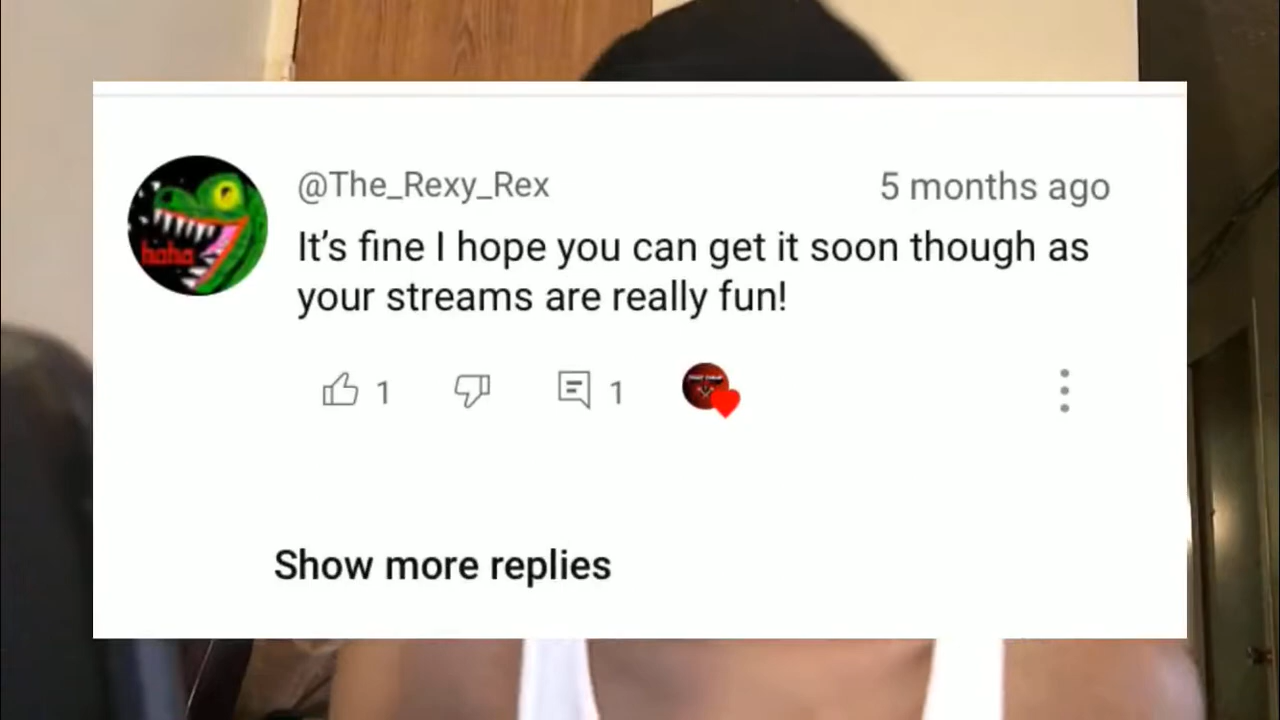 @The_Rexy_Rex 5 months ago
It's fine I hope you can get it soon though as
your streams are really fun!
haha
1 1
Show more replies